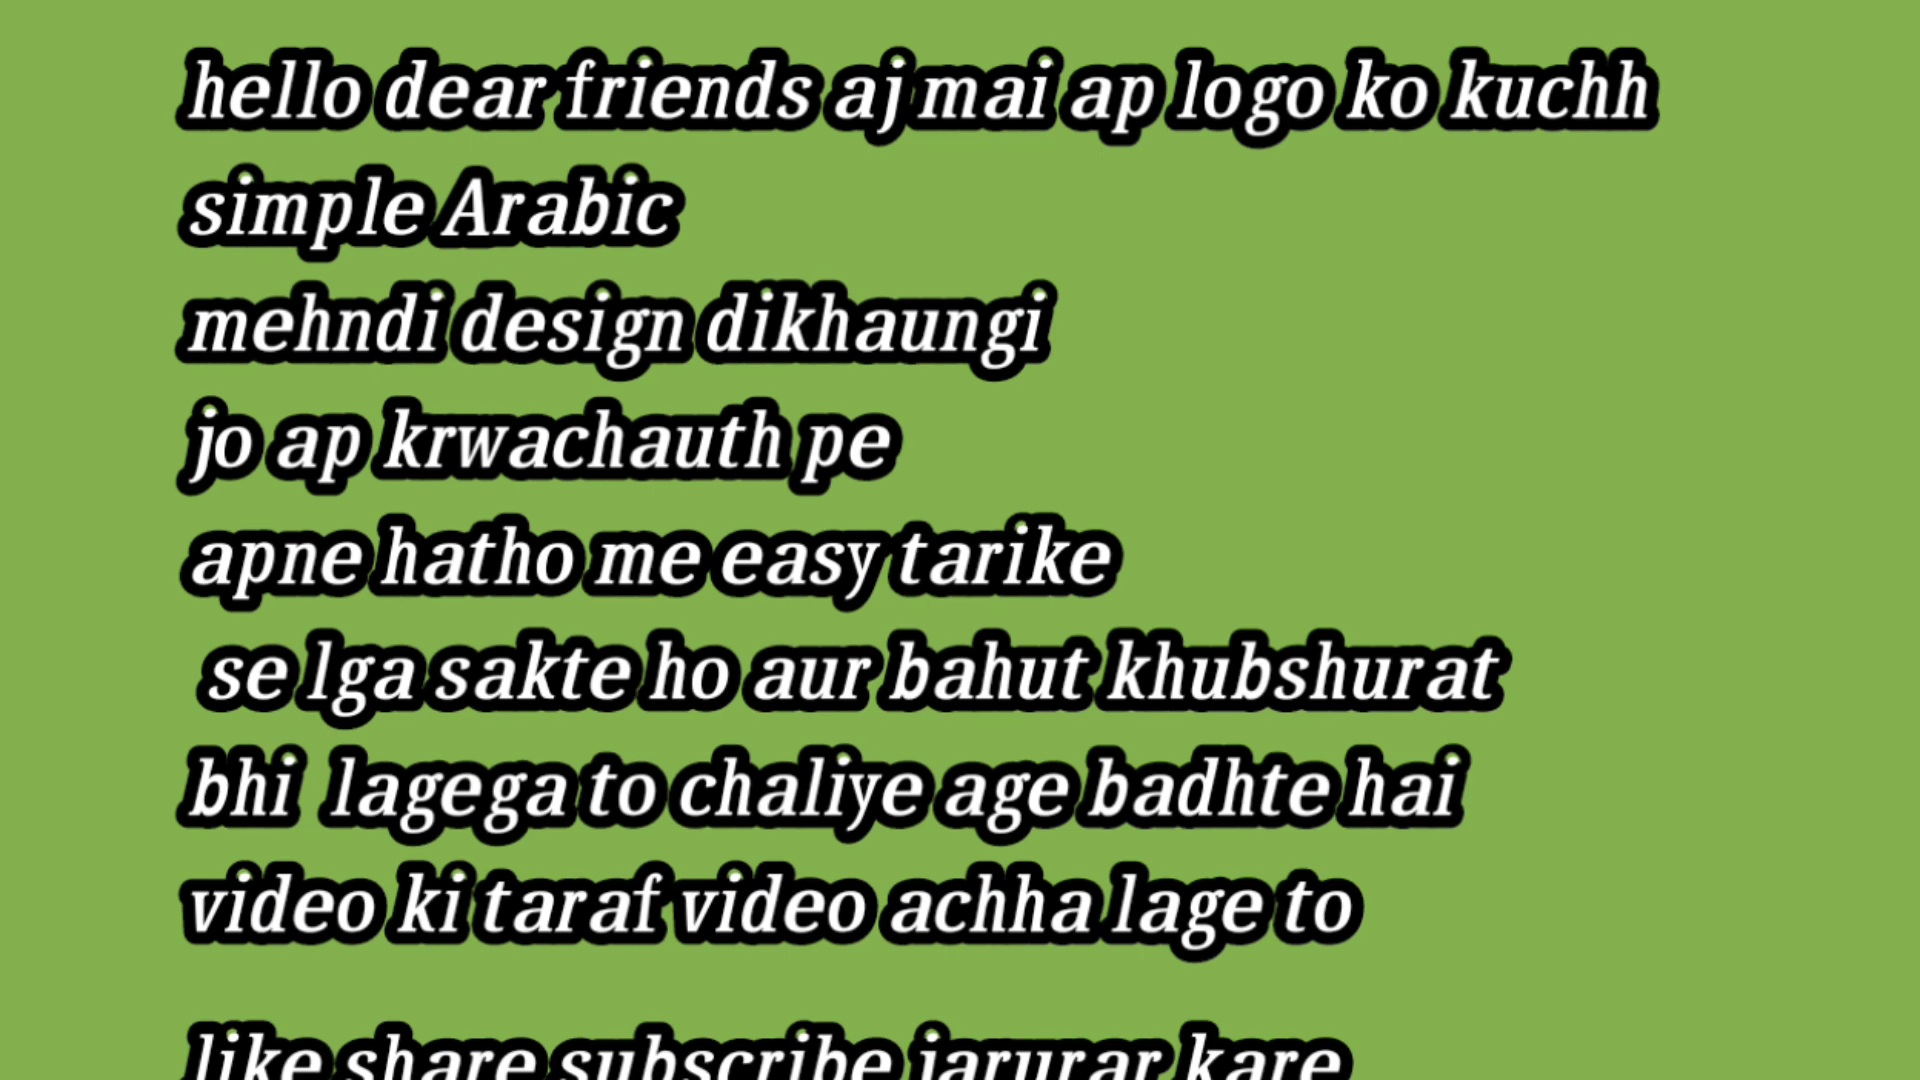 hello dear friends aj mai ap logo ko kuchh
simple Arabic
mehndi design dikhaungi
jo ap krwachauth pe
apne hatho me easy tarike
se lga sakte ho aur bahut khubshurat
bhi lagega to chaliye age badhte hai
video ki taraf video achha lage to
like share subscribe jarurar kare